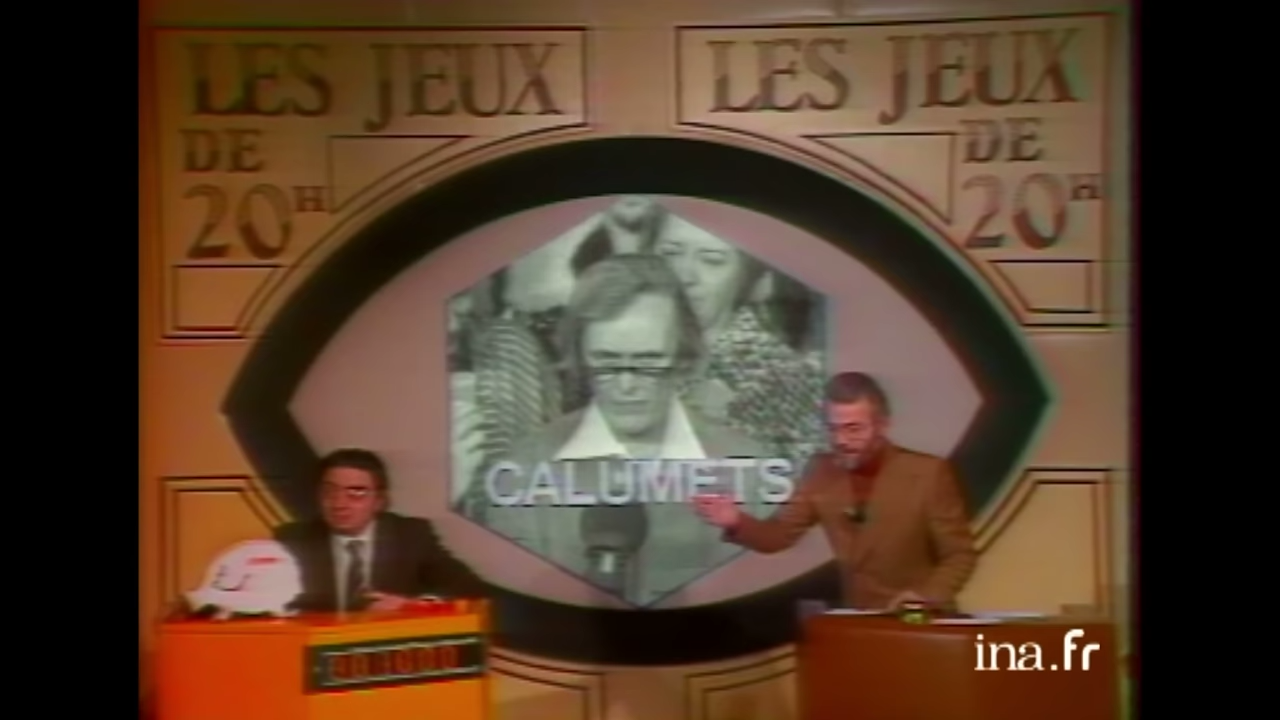 LES JEUX
DE
20H
LES JEUX
DE
20H
CALUMETS
ina.fr